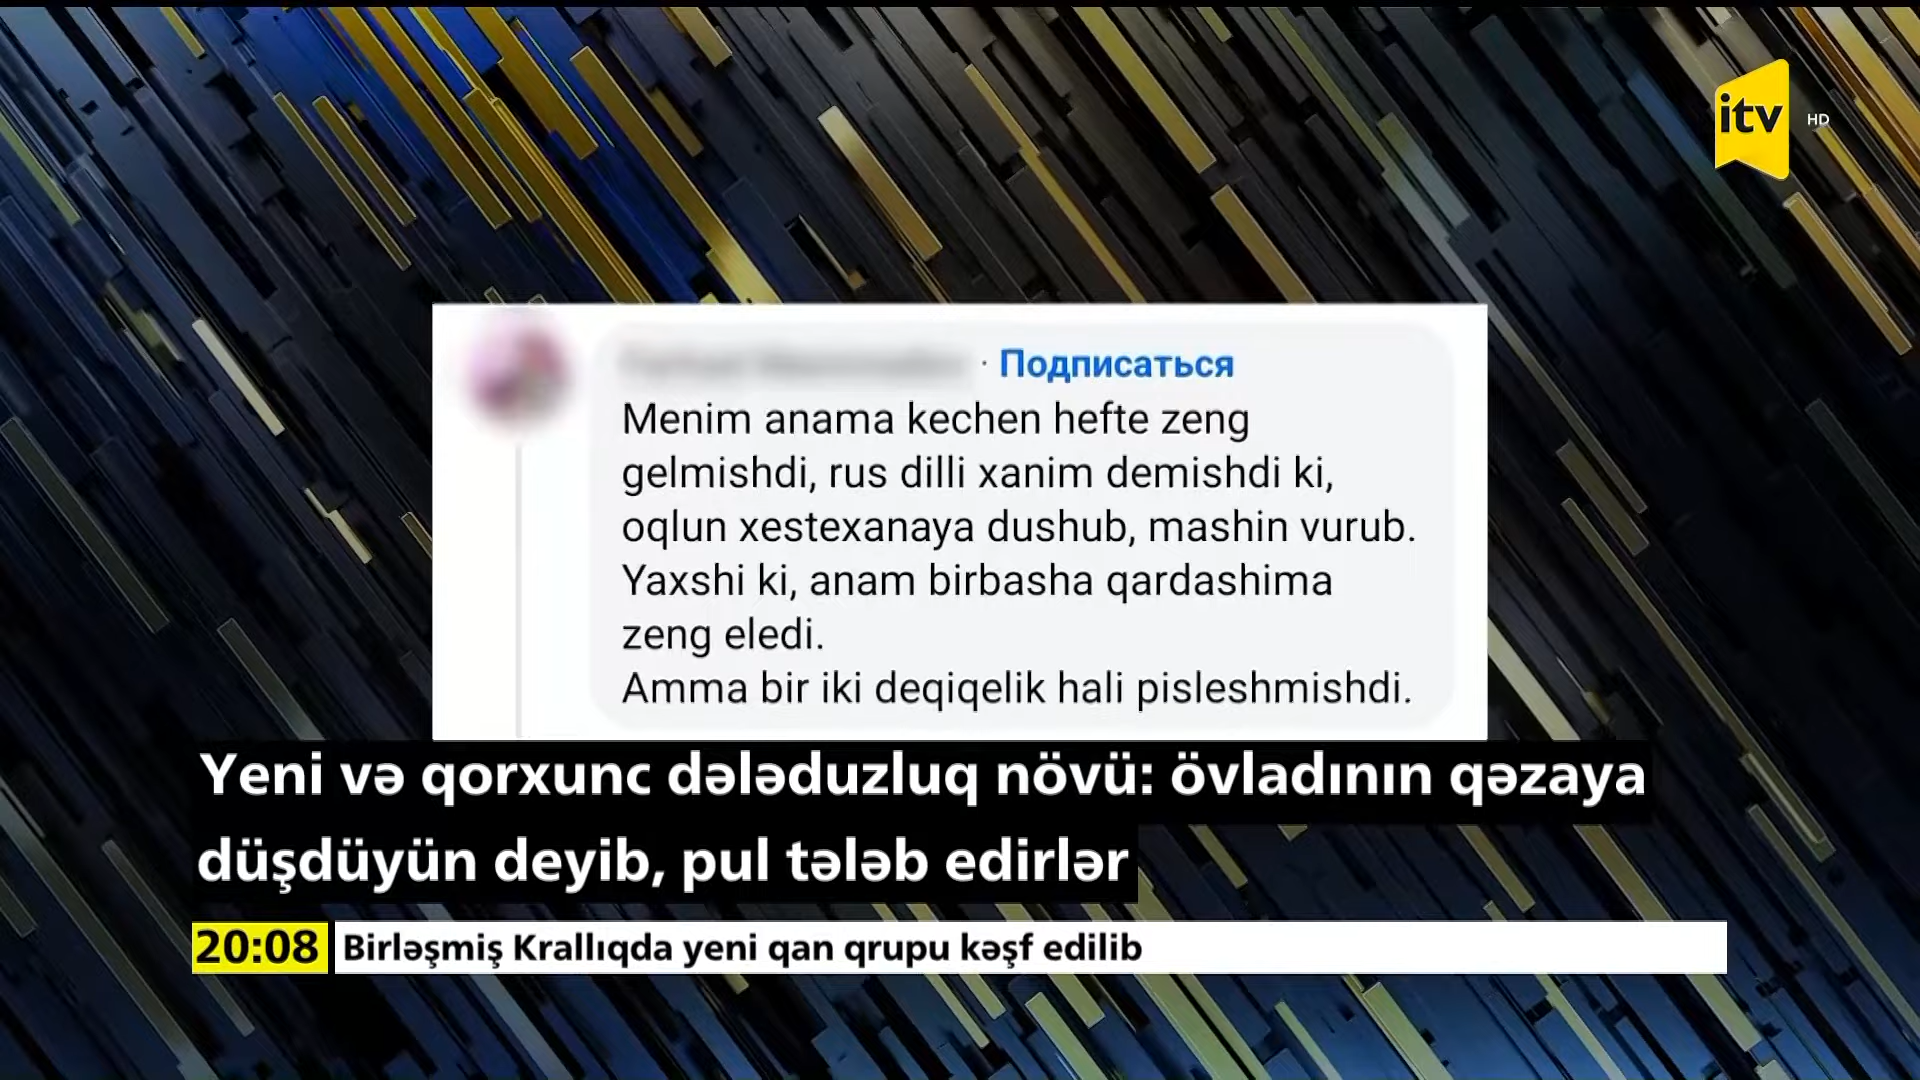 itv HD
Подписаться
Menim anama kechen hefte zeng
gelmishdi, rus dilli xanim demishdi ki,
oqlun xestexanaya dushub, mashin vurub.
Yaxshi ki, anam birbasha qardashima
zeng eledi.
Amma bir iki deqiqelik hali pisleshmishdi.
Yeni və qorxunc dələduzluq növü: övladının qəzaya
düşdüyün deyib, pul tələb edirlər
20:08 Birləşmiş Krallıqda yeni qan qrupu kəşf edilib